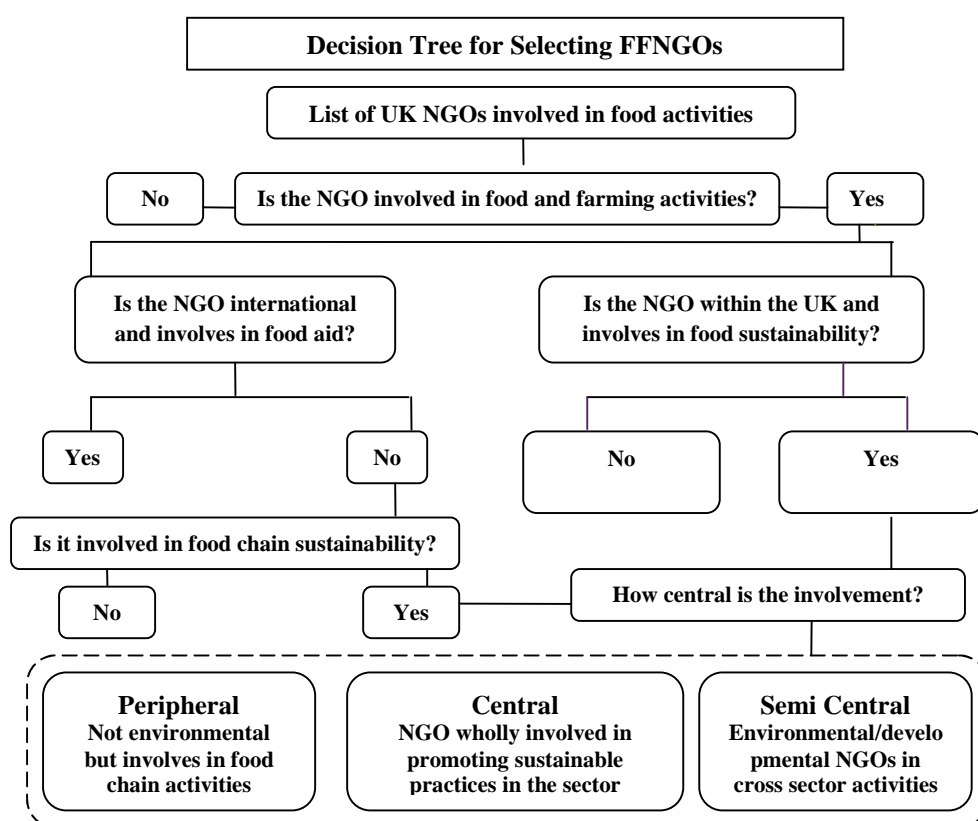 Decision Tree for Selecting FFNGOs
List of UK NGOs involved in food activities
No
Is the NGO involved in food and farming activities?
Yes
Is the NGO international
and involves in food aid?
Is the NGO within the UK and
involves in food sustainability?
Yes
No
No
Yes
Is it involved in food chain sustainability?
No
Yes
How central is the involvement?
Peripheral
Not environmental
but involves in food
chain activities
Central
NGO wholly involved in
promoting sustainable
practices in the sector
Semi Central
Environmental/develo
pmental NGOs in
cross sector activities